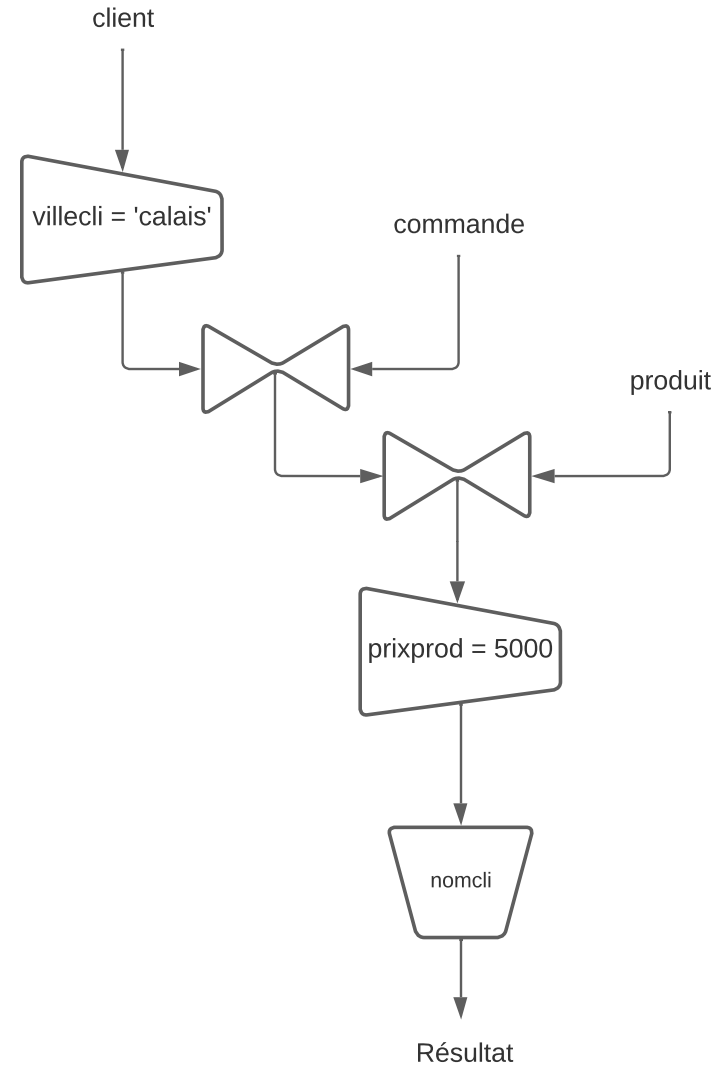 client
villecli = 'calais'
commande
produit
prixprod = 5000
nomcli
Résultat